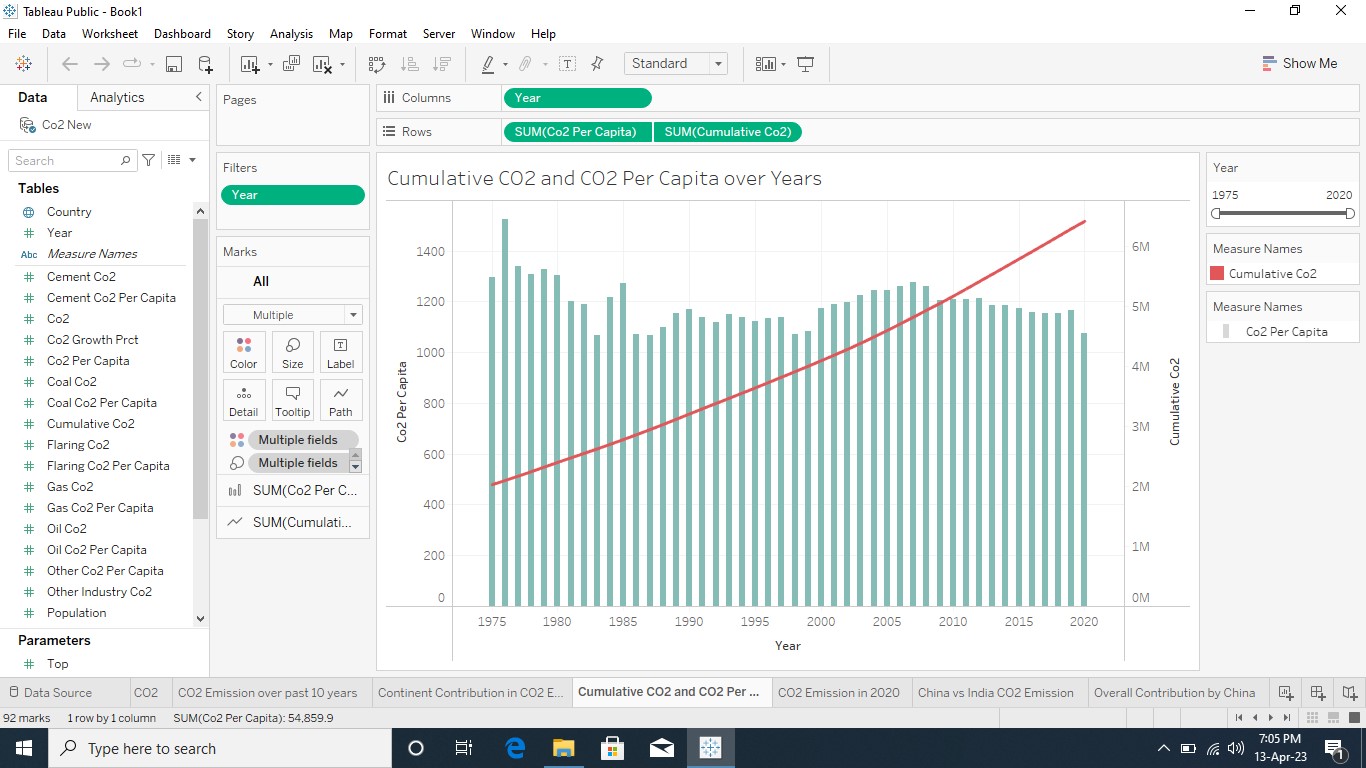 Tableau Public - Book1
File Data Worksheet Dashboard Story Analysis Map Format Server Window Help
Standard
Show Me
Data Analytics
Co2 New
Search
Tables
Country
Year
Abc Measure Names
Cement Co2
Cement Co2 Per Capita
Co2
Co2 Growth Prct
Co2 Per Capita
Coal Co2
Coal Co2 Per Capita
Cumulative Co2
Flaring Co2
Flaring Co2 Per Capita
Gas Co2
Gas Co2 Per Capita
Oil Co2
Oil Co2 Per Capita
Other Co2 Per Capita
Other Industry Co2
Population
Parameters
Top
Pages
Filters
Year
Marks
All
Multiple
Color Size Label
Detail Tooltip Path
Multiple fields
Multiple fields
SUM(Co2 Per C...
SUM(Cumulati...
Columns Year
Rows SUM(Co2 Per Capita) SUM(Cumulative Co2)
Cumulative CO2 and CO2 Per Capita over Years
Co2 Per Capita
1400
1200
1000
800
600
400
200
0
6M
5M
4M
3M
2M
1M
0M
Cumulative Co2
1975 1980 1985 1990 1995 2000 2005 2010 2015 2020
Year
Year
1975 2020
Measure Names
Cumulative Co2
Measure Names
Co2 Per Capita
Data Source CO2 CO2 Emission over past 10 years Continent Contribution in CO2 E... Cumulative CO2 and CO2 Per ... CO2 Emission in 2020 China vs India CO2 Emission Overall Contribution by China
92 marks 1 row by 1 column SUM(Co2 Per Capita): 54,859.9
Type here to search
7:05 PM
13-Apr-23
1